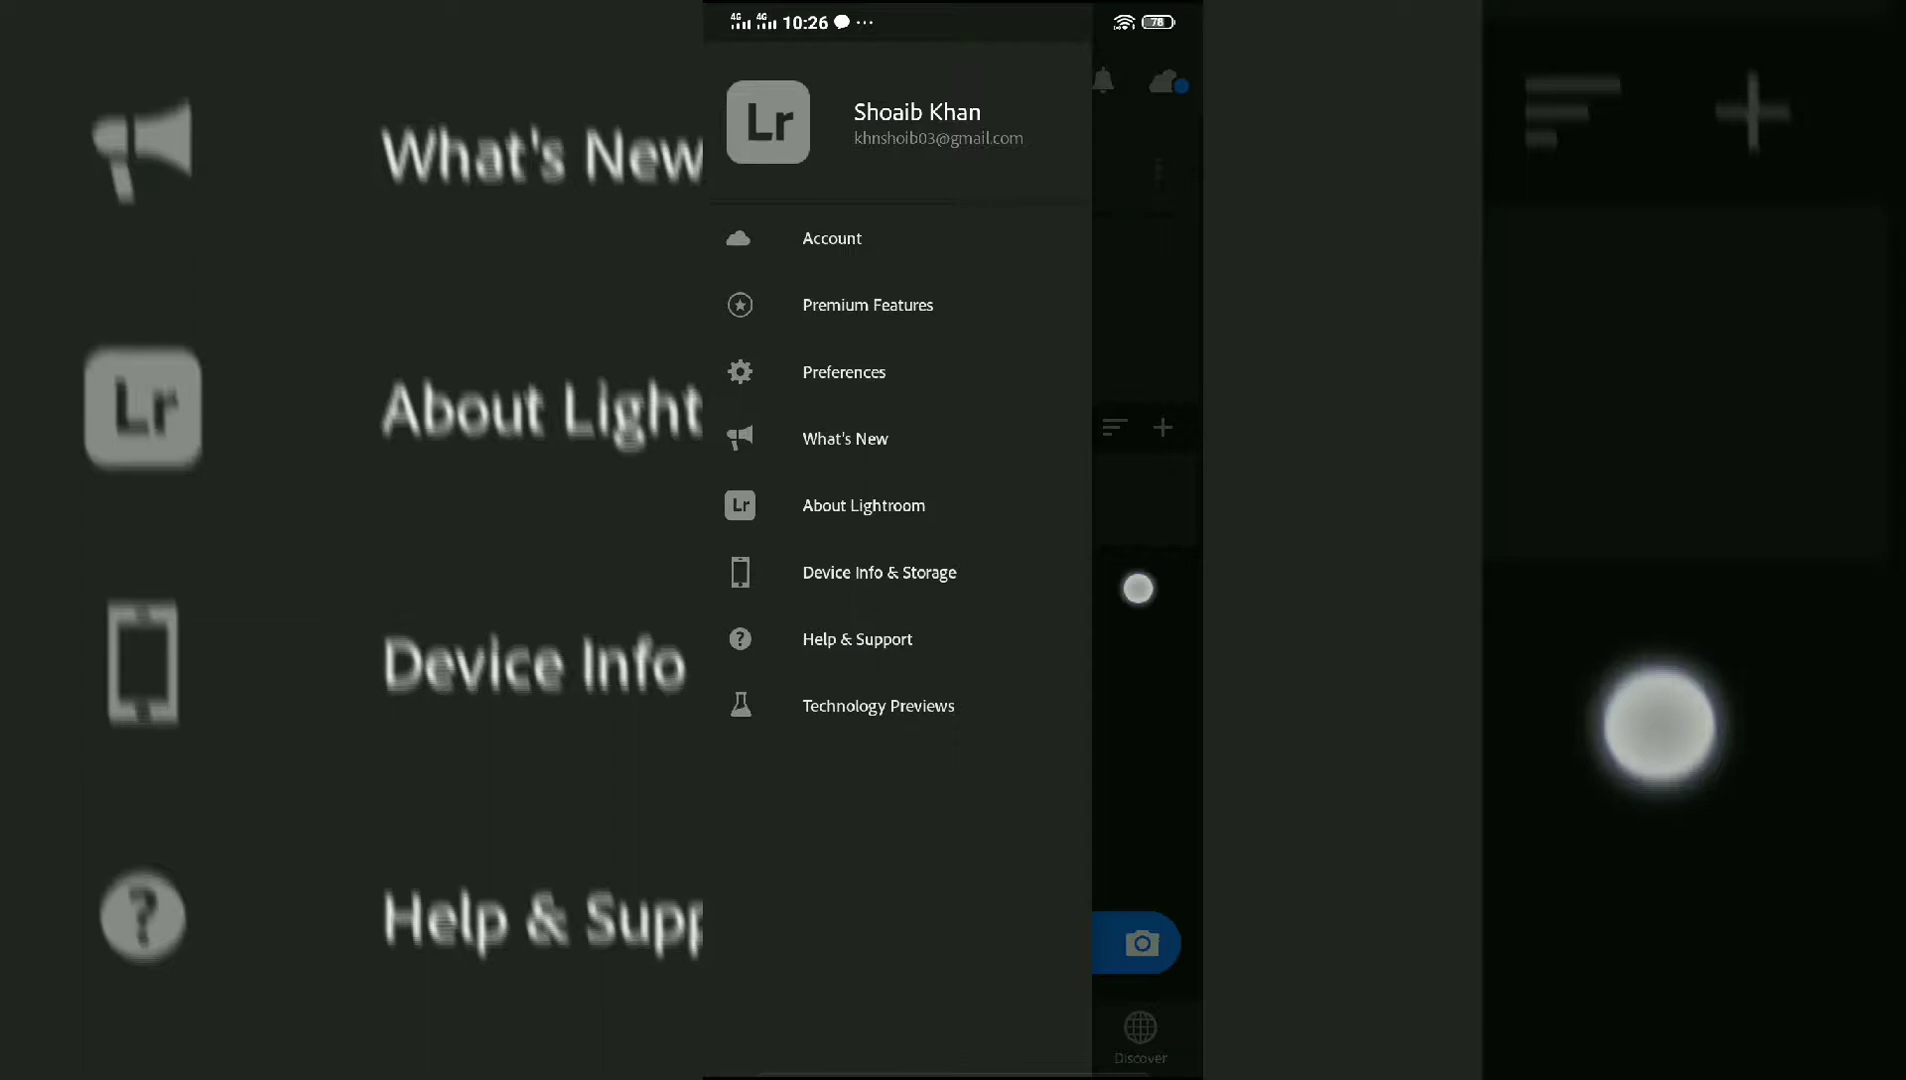 4G 4G 10:26 78
Lr
Shoaib Khan
khnshoib03@gmail.com
Account
Premium Features
Preferences
What's New
Lr About Lightroom
Device Info & Storage
? Help & Support
Technology Previews
Discover
What's New
Lr About Light
Device Info
? Help & Supp